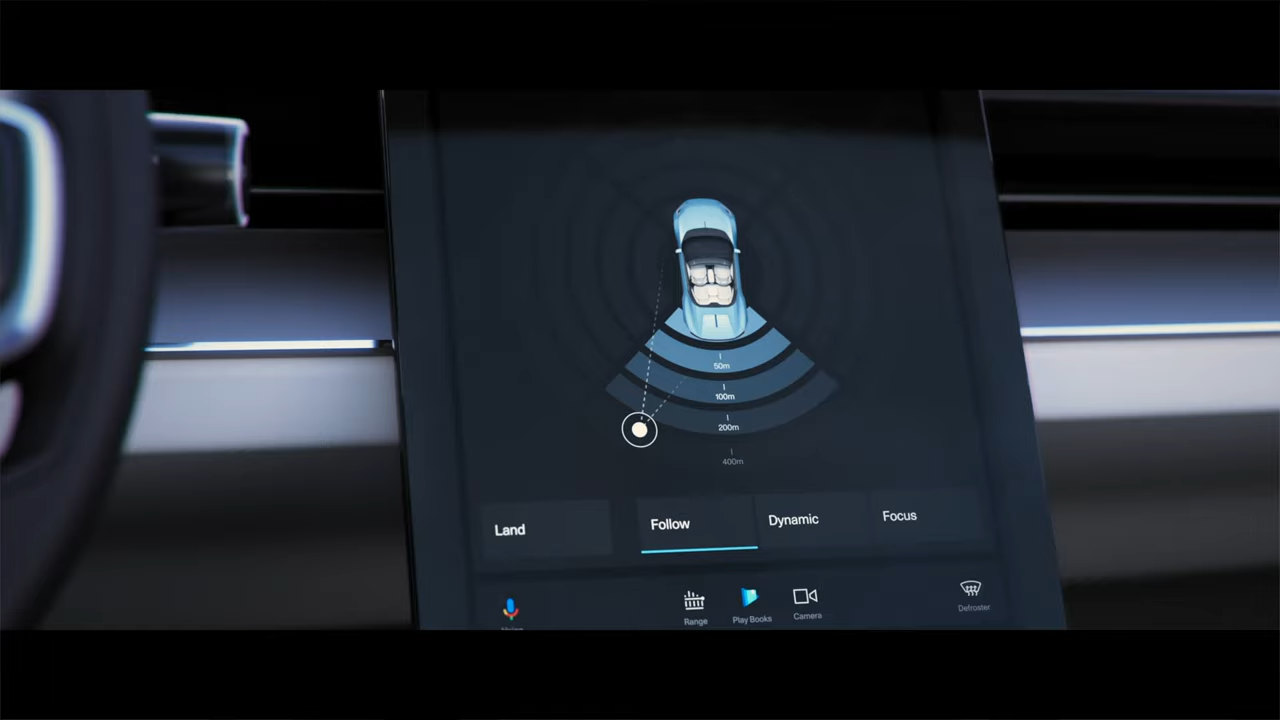 50m
100m
200m
400m
Land
Follow
Dynamic
Focus
Range
Play Books
Camera
Defroster